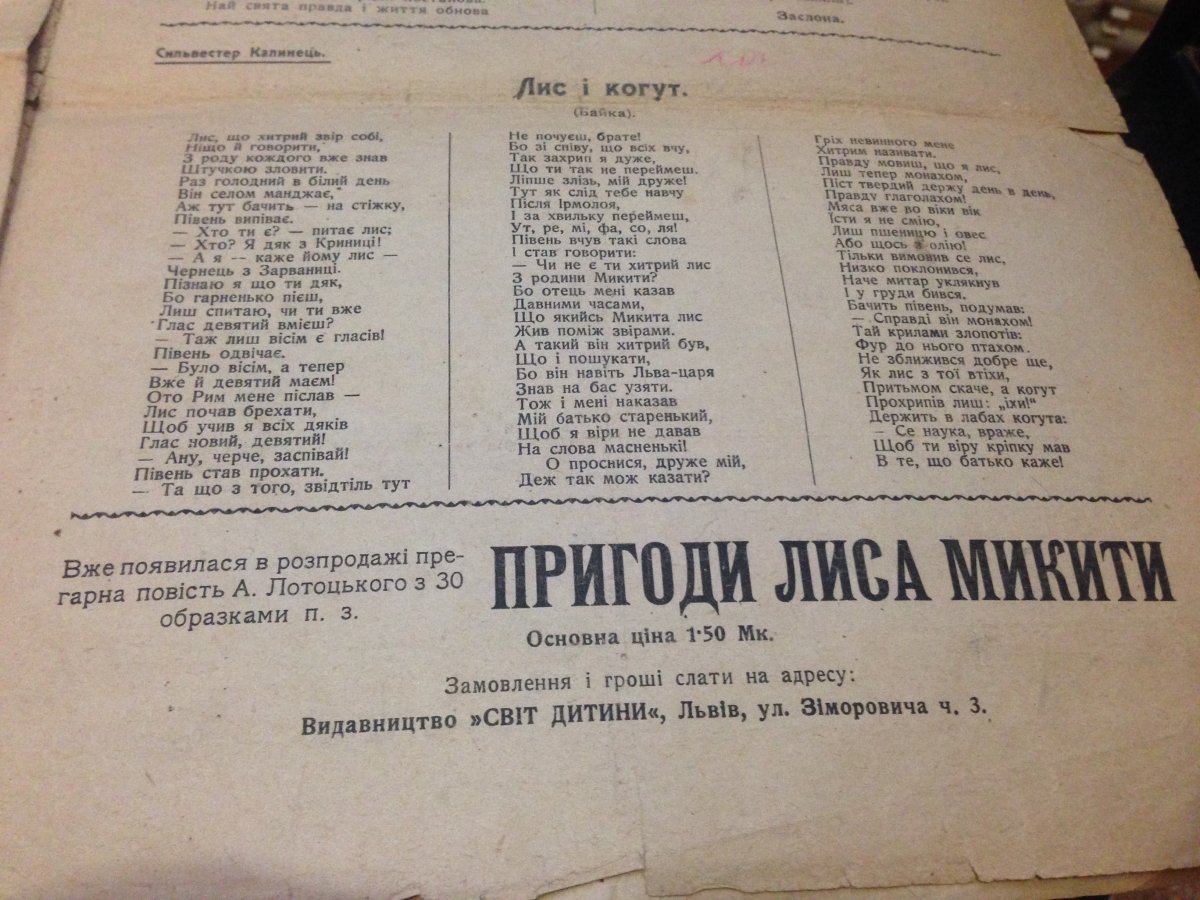 Най свята правда і життя обнова
Заслона.
Сильвестер Калинець.
Лис і когут.
(Байка).
Лис, що хитрий звір собі,
Ніщо й говорити,
З роду кождого вже знав
Штучкою зловити.
Раз голодний в білий день
Він селом манджає,
Аж тут бачить — на стіжку,
Півень випіває.
— Хто ти є? — питає лис;
— Хто? Я дяк з Криниці!
— А я -- каже йому лис —
Чернець з Зарваниці.
Пізнаю я що ти дяк,
Бо гарненько пієш,
Лиш спитаю, чи ти вже
Глас девятий вмієш?
— Таж лиш вісім є гласів!
Півень одвічає.
— Було вісім, а тепер
Вже й девятий маєм!
Ото Рим мене післав —
Лис почав брехати,
Щоб учив я всіх дяків
Глас новий, девятий!
— Ану, черче, заспівай!
Півень став прохати.
— Та що з того, звідтіль тут
Не почуєш, брате!
Бо зі співу, що всіх вчу,
Так захрип я дуже,
Що ти так не переймеш.
Ліпше злізь, мій друже!
Тут як слід тебе навчу
Після Ірмолоя,
І за хвильку переймеш,
Ут, ре, мі, фа, со, ля!
Півень вчув такі слова
І став говорити:
— Чи не є ти хитрий лис
З родини Микити?
Бо отець мені казав
Давними часами,
Що якийсь Микита лис
Жив поміж звірами.
А такий він хитрий був,
Що і пошукати,
Бо він навіть Льва-царя
Знав на бас узяти.
Тож і мені наказав
Мій батько старенький,
Щоб я віри не давав
На слова масненькі!
О проснися, друже мій,
Деж так мож казати?
Гріх невинного мене
Хитрим називати.
Правду мовиш, що я лис,
Лиш тепер монахом,
Піст твердий держу день в день,
Правду глаголахом!
Мяса вже во віки вік
Їсти я не смію,
Лиш пшеницю і овес
Або щось з олію!
Тільки вимовив се лис,
Низко поклонився,
Наче митар уклякнув
І у груди бився.
Бачить півень, подумав:
— Справді він монахом!
Тай крилами злопотів:
Фур до нього птахом.
Не зближився добре ще,
Як лис з тої втіхи,
Притьмом скаче, а когут
Прохрипів лиш: „їхи!"
Держить в лабах когута:
— Се наука, враже,
Щоб ти віру кріпку мав
В те, що батько каже!
Вже появилася в розпродажі пре-
гарна повість А. Лотоцького з 30
образками п. з.
ПРИГОДИ ЛИСА МИКИТИ
Основна ціна 1·50 Мк.
Замовлення і гроші слати на адресу:
Видавництво »СВІТ ДИТИНИ«, Львів, ул. Зіморовича ч. 3.